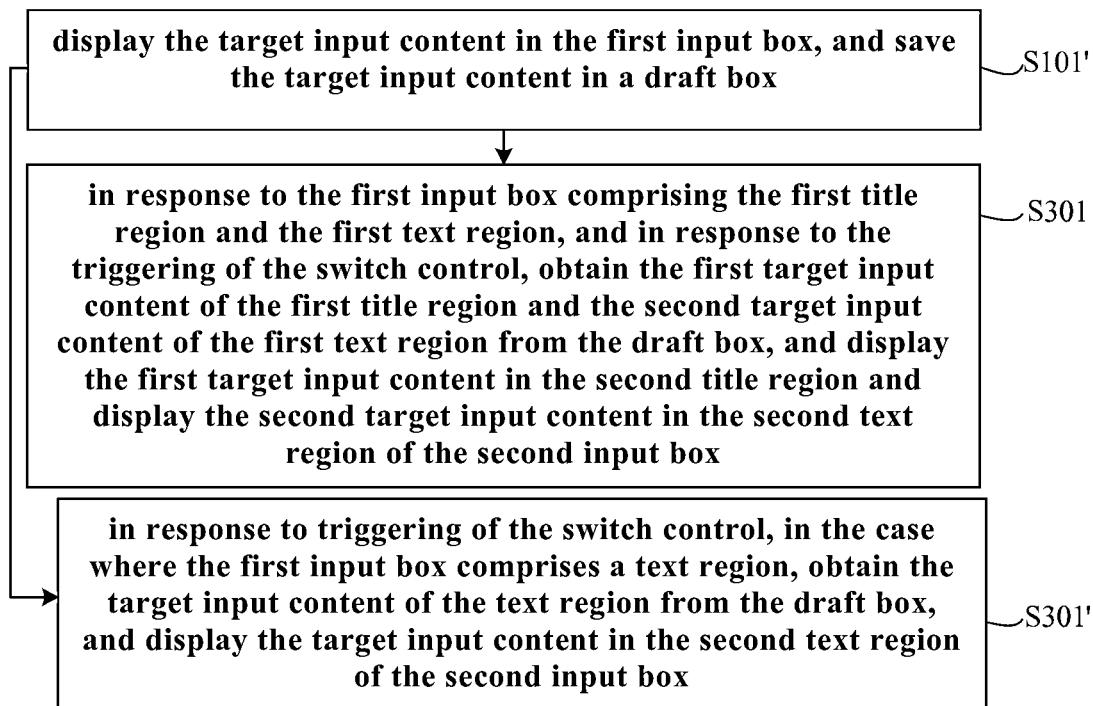 display the target input content in the first input box, and save
the target input content in a draft box
S101'
in response to the first input box comprising the first title
region and the first text region, and in response to the
triggering of the switch control, obtain the first target input
content of the first title region and the second target input
content of the first text region from the draft box, and display
the first target input content in the second title region and
display the second target input content in the second text
region of the second input box
S301
in response to triggering of the switch control, in the case
where the first input box comprises a text region, obtain the
target input content of the text region from the draft box,
and display the target input content in the second text region
of the second input box
S301'